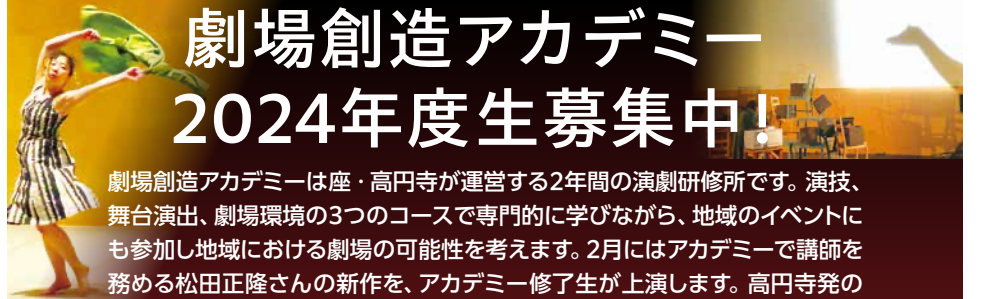 劇場創造アカデミー
2024年度生募集中!
劇場創造アカデミーは座・高円寺が運営する2年間の演劇研修所です。演技、
舞台演出、劇場環境の3つのコースで専門的に学びながら、地域のイベントに
も参加し地域における劇場の可能性を考えます。2月にはアカデミーで講師を
務める松田正隆さんの新作を、アカデミー修了生が上演します。高円寺発の